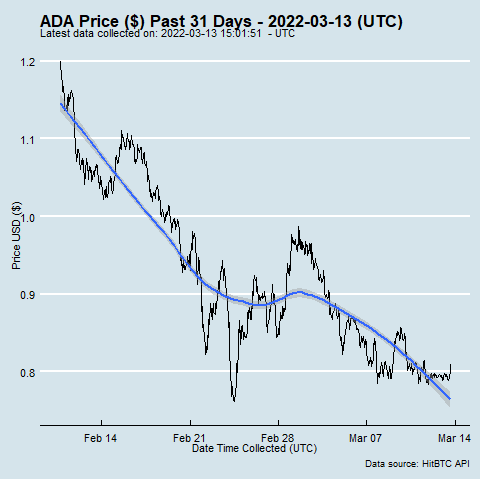 ADA Price ($) Past 31 Days - 2022-03-13 (UTC)
Latest data collected on: 2022-03-13 15:01:51 - UTC
1.2
1.1
1.0
0.9
0.8
Price USD ($)
Feb 14
Feb 21
Feb 28
Mar 07
Mar 14
Date Time Collected (UTC)
Data source: HitBTC API